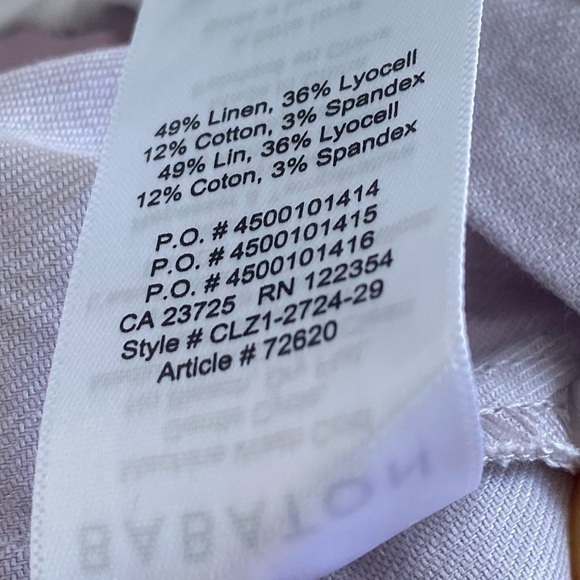 49% Linen, 36% Lyocell
12% Cotton, 3% Spandex
49% Lin, 36% Lyocell
12% Coton, 3% Spandex
P.O. # 4500101414
P.O. # 4500101415
P.O. # 4500101416
CA 23725 RN 122354
Style # CLZ1-2724-29
Article # 72620
BABATON